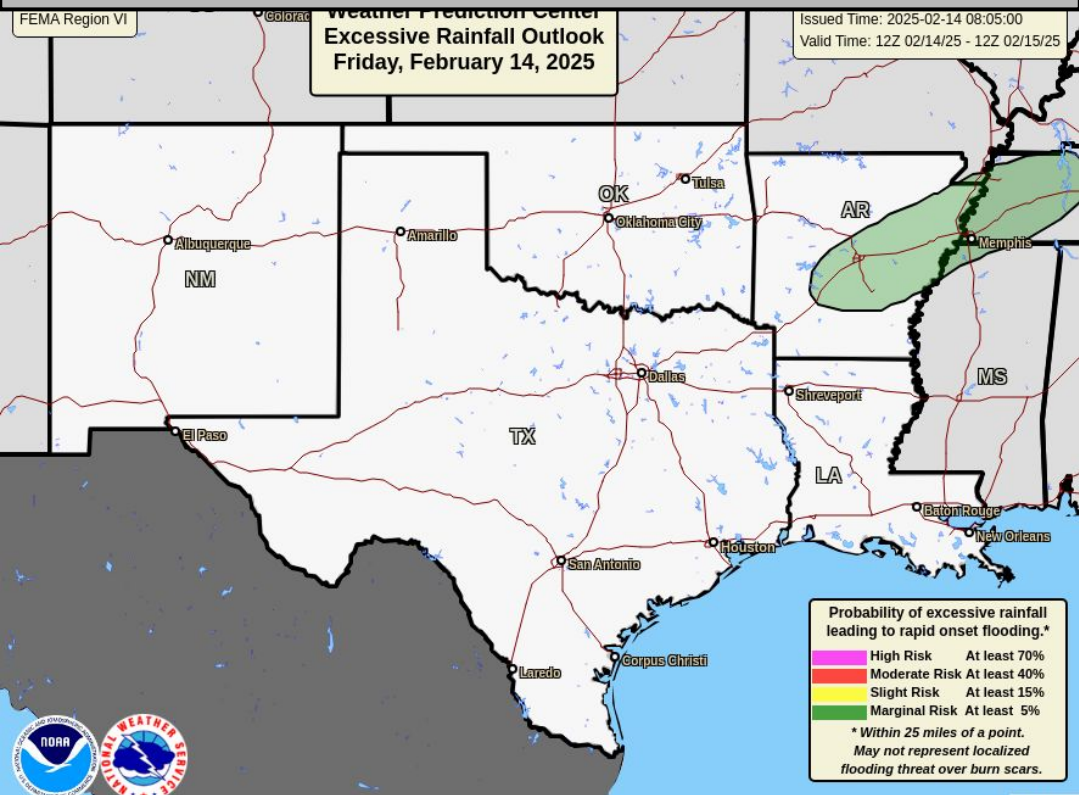 FEMA Region VI
Weather Prediction Center
Excessive Rainfall Outlook
Friday, February 14, 2025
Issued Time: 2025-02-14 08:05:00
Valid Time: 12Z 02/14/25 - 12Z 02/15/25
Colorad
Tulsa
OK
AR
Oklahoma City
Amarillo
Albuquerque
Memphis
NM
Dallas
MS
Shreveport
El Paso
TX
LA
Baton Rouge
New Orleans
Houston
San Antonio
Corpus Christi
Laredo
Probability of excessive rainfall
leading to rapid onset flooding.*
High Risk At least 70%
Moderate Risk At least 40%
Slight Risk At least 15%
Marginal Risk At least 5%
* Within 25 miles of a point.
May not represent localized
flooding threat over burn scars.
NOAA
NATIONAL WEATHER SERVICE